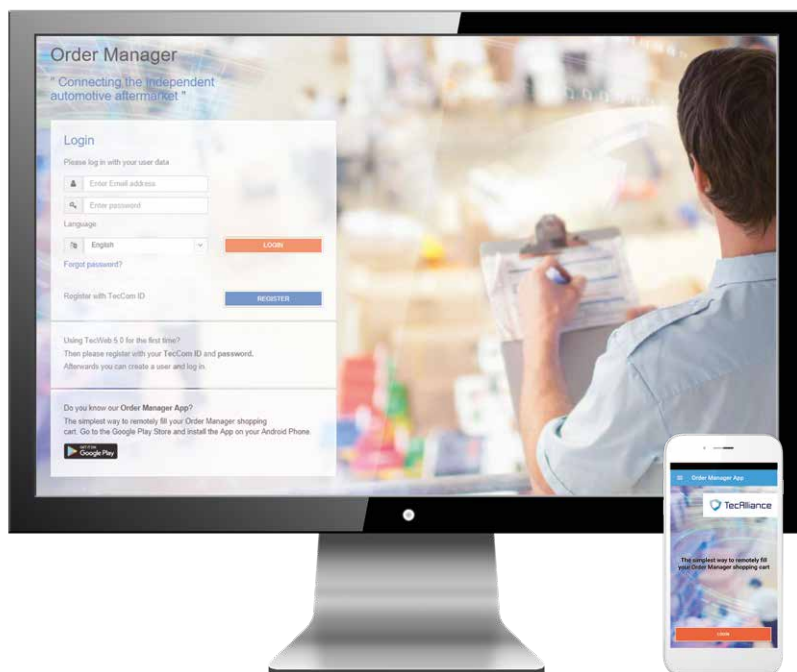 Order Manager
" Connecting the independent
automotive aftermarket "
Login
Please log in with your user data
Enter Email address
Enter password
Language
English
LOGIN
Forgot password?
Register with TecCom ID
REGISTER
Using TecWeb 5.0 for the first time?
Then please register with your TecCom ID and password.
Afterwards you can create a user and log in.
Do you know our Order Manager App?
The simplest way to remotely fill your Order Manager shopping
cart. Go to the Google Play Store and install the App on your Android Phone
GET IT ON
Google Play
Order Manager App
TecAlliance
The simplest way to remotely fill
your Order Manager shopping cart
LOGIN